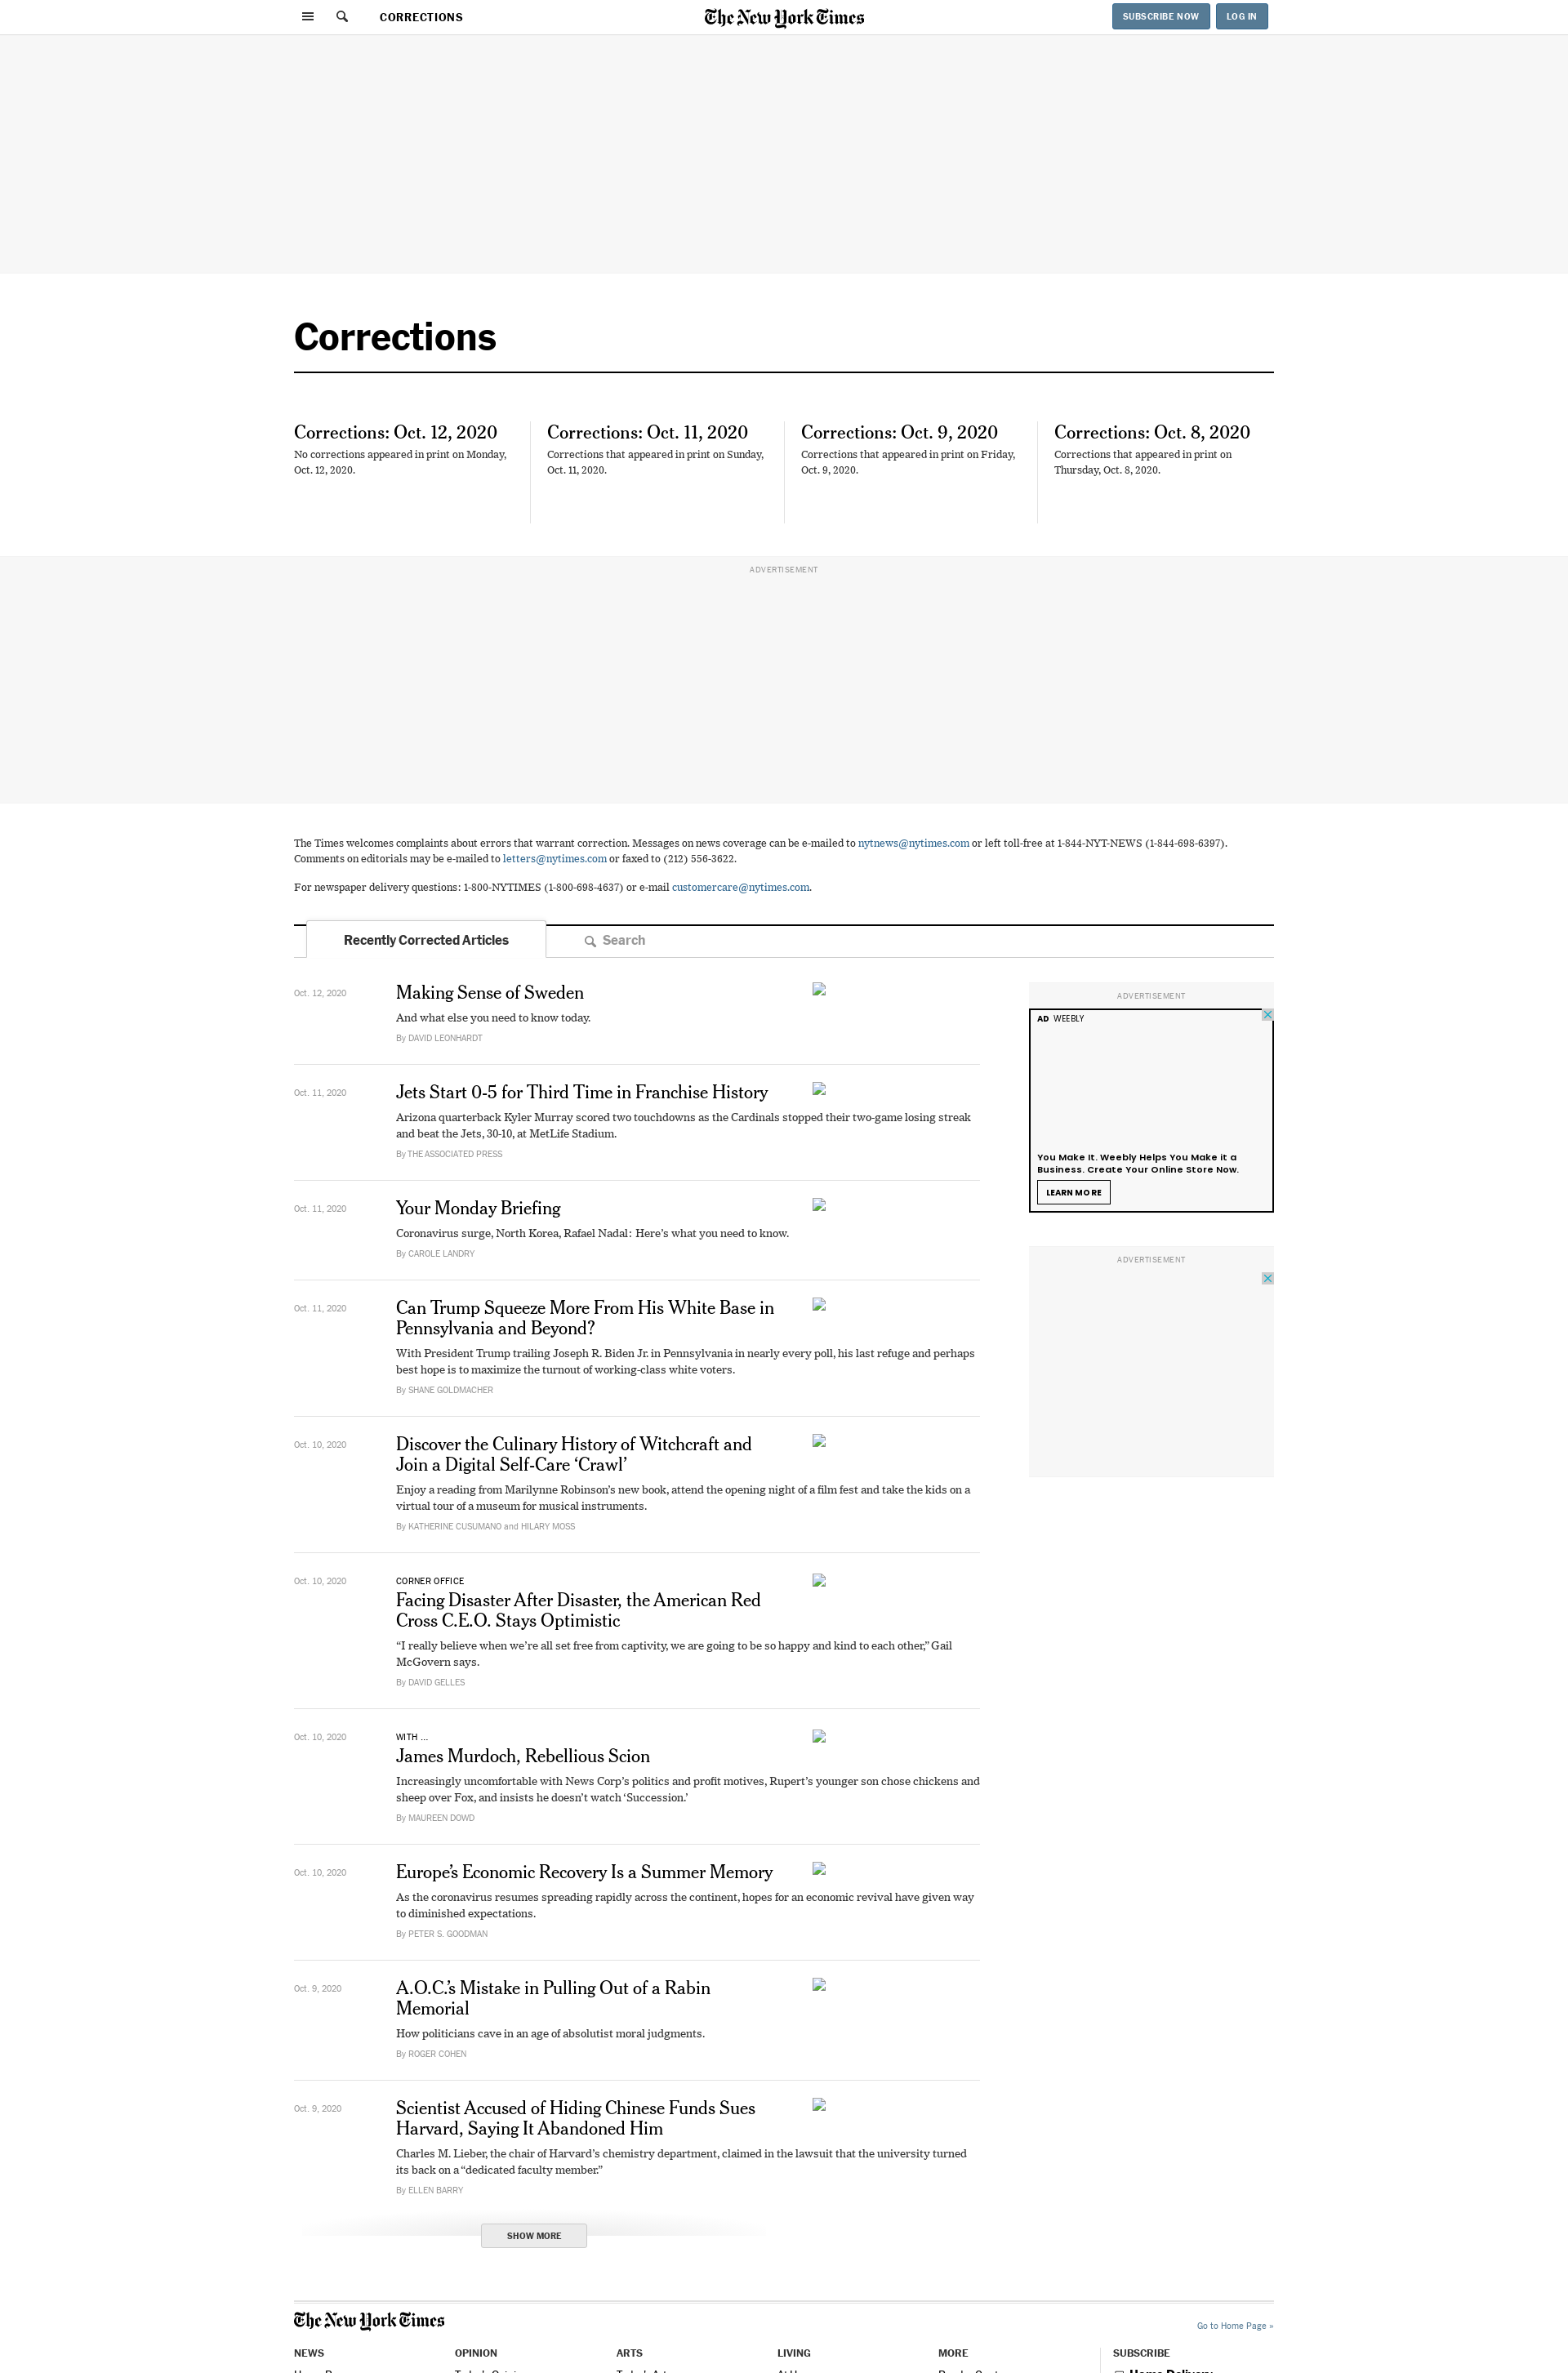 CORRECTIONS
The New York Times
SUBSCRIBE NOW
LOG IN
Corrections
Corrections: Oct. 12, 2020
No corrections appeared in print on Monday,
Oct. 12, 2020.
Corrections: Oct. 11, 2020
Corrections that appeared in print on Sunday,
Oct. 11, 2020.
Corrections: Oct. 9, 2020
Corrections that appeared in print on Friday,
Oct. 9, 2020.
Corrections: Oct. 8, 2020
Corrections that appeared in print on
Thursday, Oct. 8, 2020.
ADVERTISEMENT
The Times welcomes complaints about errors that warrant correction. Messages on news coverage can be e-mailed to nytnews@nytimes.com or left toll-free at 1-844-NYT-NEWS (1-844-698-6397).
Comments on editorials may be e-mailed to letters@nytimes.com or faxed to (212) 556-3622.
For newspaper delivery questions: 1-800-NYTIMES (1-800-698-4637) or e-mail customercare@nytimes.com.
Recently Corrected Articles
Search
Oct. 12, 2020
Making Sense of Sweden
And what else you need to know today.
By DAVID LEONHARDT
Oct. 11, 2020
Jets Start 0-5 for Third Time in Franchise History
Arizona quarterback Kyler Murray scored two touchdowns as the Cardinals stopped their two-game losing streak
and beat the Jets, 30-10, at MetLife Stadium.
By THE ASSOCIATED PRESS
Oct. 11, 2020
Your Monday Briefing
Coronavirus surge, North Korea, Rafael Nadal: Here’s what you need to know.
By CAROLE LANDRY
Oct. 11, 2020
Can Trump Squeeze More From His White Base in
Pennsylvania and Beyond?
With President Trump trailing Joseph R. Biden Jr. in Pennsylvania in nearly every poll, his last refuge and perhaps
best hope is to maximize the turnout of working-class white voters.
By SHANE GOLDMACHER
Oct. 10, 2020
Discover the Culinary History of Witchcraft and
Join a Digital Self-Care ‘Crawl’
Enjoy a reading from Marilynne Robinson’s new book, attend the opening night of a film fest and take the kids on a
virtual tour of a museum for musical instruments.
By KATHERINE CUSUMANO and HILARY MOSS
Oct. 10, 2020
CORNER OFFICE
Facing Disaster After Disaster, the American Red
Cross C.E.O. Stays Optimistic
“I really believe when we’re all set free from captivity, we are going to be so happy and kind to each other,” Gail
McGovern says.
By DAVID GELLES
Oct. 10, 2020
WITH ...
James Murdoch, Rebellious Scion
Increasingly uncomfortable with News Corp’s politics and profit motives, Rupert’s younger son chose chickens and
sheep over Fox, and insists he doesn’t watch ‘Succession.’
By MAUREEN DOWD
Oct. 10, 2020
Europe’s Economic Recovery Is a Summer Memory
As the coronavirus resumes spreading rapidly across the continent, hopes for an economic revival have given way
to diminished expectations.
By PETER S. GOODMAN
Oct. 9, 2020
A.O.C.’s Mistake in Pulling Out of a Rabin
Memorial
How politicians cave in an age of absolutist moral judgments.
By ROGER COHEN
Oct. 9, 2020
Scientist Accused of Hiding Chinese Funds Sues
Harvard, Saying It Abandoned Him
Charles M. Lieber, the chair of Harvard’s chemistry department, claimed in the lawsuit that the university turned
its back on a “dedicated faculty member.”
By ELLEN BARRY
SHOW MORE
ADVERTISEMENT
AD WEEBLY
You Make It. Weebly Helps You Make it a
Business. Create Your Online Store Now.
LEARN MORE
ADVERTISEMENT
The New York Times
Go to Home Page »
NEWS
OPINION
ARTS
LIVING
MORE
SUBSCRIBE